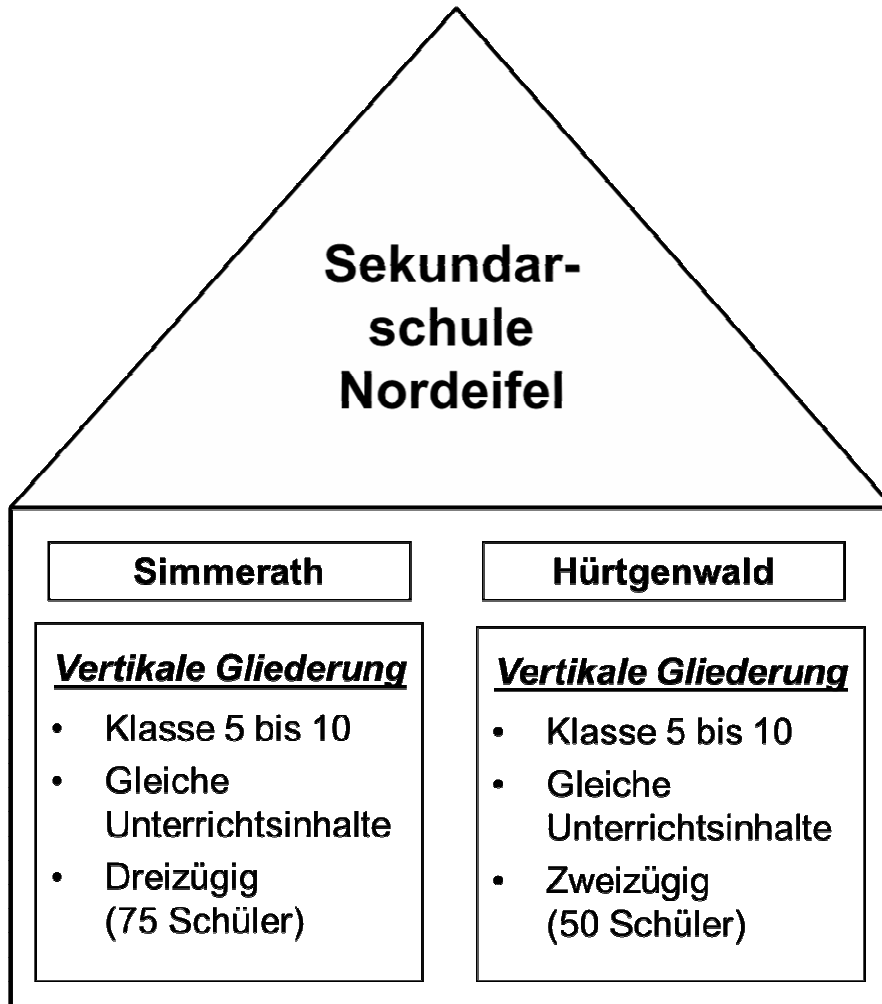 Sekundar-
schule
Nordeifel
Simmerath
Vertikale Gliederung
• Klasse 5 bis 10
• Gleiche
Unterrichtsinhalte
• Dreizügig
(75 Schüler)
Hürtgenwald
Vertikale Gliederung
• Klasse 5 bis 10
• Gleiche
Unterrichtsinhalte
• Zweizügig
(50 Schüler)